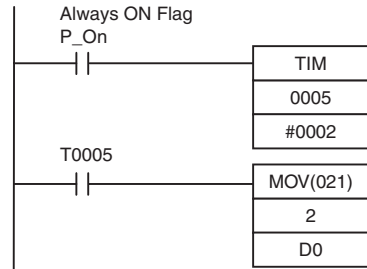 Always ON Flag
P_On
TIM
0005
#0002
T0005
MOV(021)
2
D0